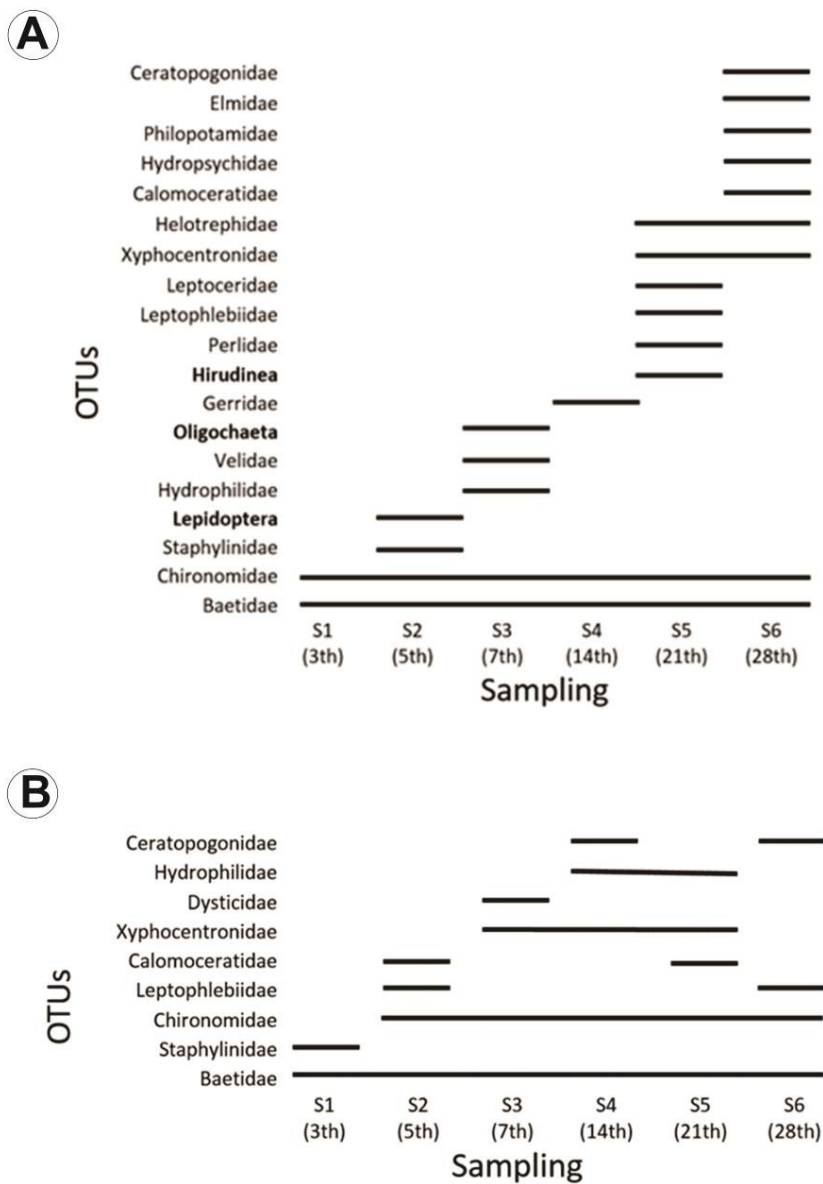 A
Ceratopogonidae
Elmidae
Philopotamidae
Hydropsychidae
Calomoceratidae
Helotrephidae
Xyphocentronidae
Leptoceridae
Leptophlebiidae
Perlidae
Hirudinea
Gerridae
Oligochaeta
Velidae
Hydrophilidae
Lepidoptera
Staphylinidae
Chironomidae
Baetidae
OTUs
S1 S2 S3 S4 S5 S6
(3th) (5th) (7th) (14th) (21th) (28th)
Sampling
B
Ceratopogonidae
Hydrophilidae
Dysticidae
Xyphocentronidae
Calomoceratidae
Leptophlebiidae
Chironomidae
Staphylinidae
Baetidae
OTUs
S1 S2 S3 S4 S5 S6
(3th) (5th) (7th) (14th) (21th) (28th)
Sampling